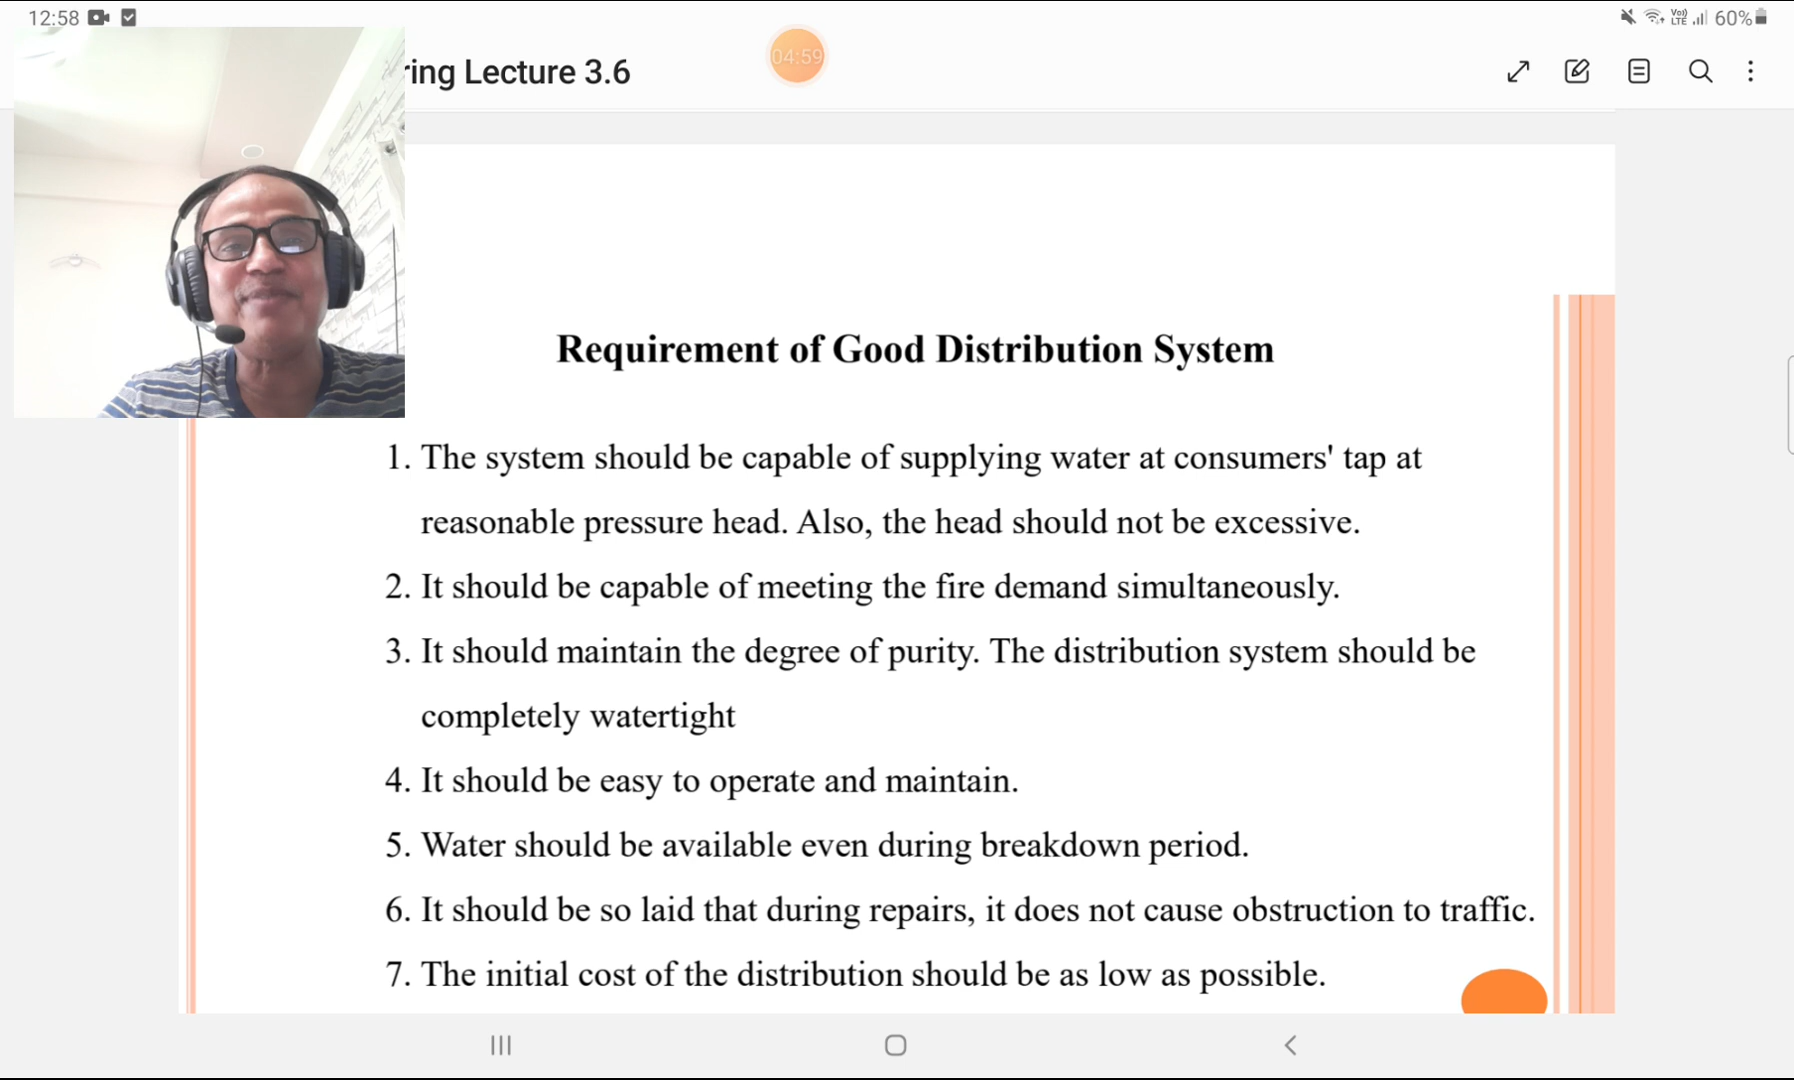 12:58
Vo))
LTE
60%
ring Lecture 3.6
04:59
Requirement of Good Distribution System
1. The system should be capable of supplying water at consumers' tap at
reasonable pressure head. Also, the head should not be excessive.
2. It should be capable of meeting the fire demand simultaneously.
3. It should maintain the degree of purity. The distribution system should be
completely watertight
4. It should be easy to operate and maintain.
5. Water should be available even during breakdown period.
6. It should be so laid that during repairs, it does not cause obstruction to traffic.
7. The initial cost of the distribution should be as low as possible.